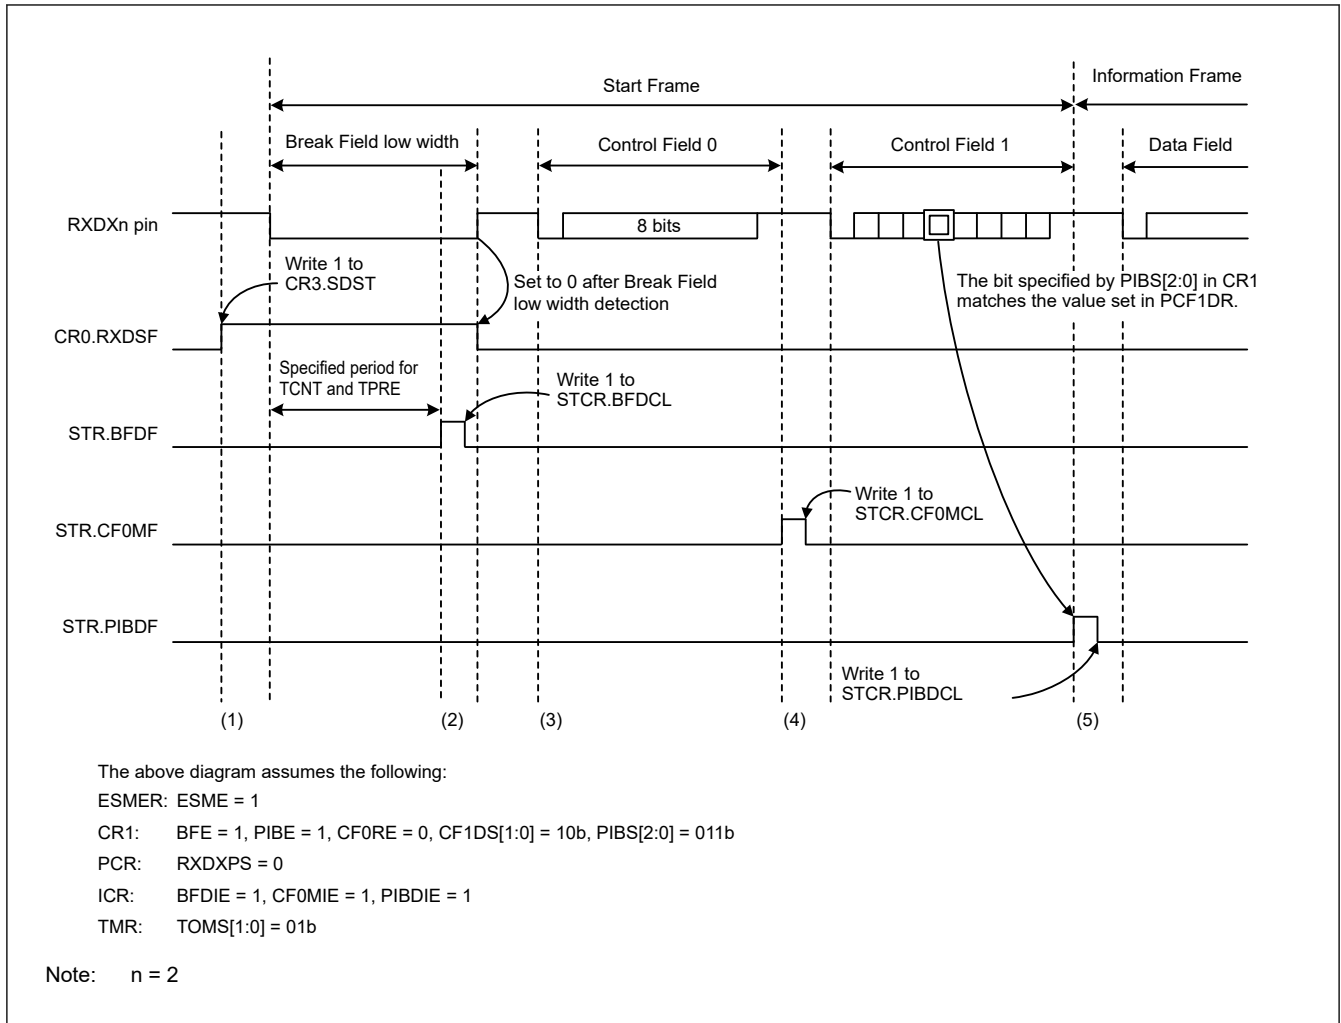 Start Frame
Information Frame
Break Field low width
Control Field 0
Control Field 1
Data Field
RXDXn pin
8 bits
Write 1 to
CR3.SDST
Set to 0 after Break Field
low width detection
The bit specified by PIBS[2:0] in CR1
matches the value set in PCF1DR.
CR0.RXDSF
Specified period for
TCNT and TPRE
Write 1 to
STCR.BFDCL
STR.BFDF
Write 1 to
STCR.CF0MCL
STR.CF0MF
STR.PIBDF
Write 1 to
STCR.PIBDCL
(1)
(2)
(3)
(4)
(5)
The above diagram assumes the following:
ESMER: ESME = 1
CR1: BFE = 1, PIBE = 1, CF0RE = 0, CF1DS[1:0] = 10b, PIBS[2:0] = 011b
PCR: RXDXPS = 0
ICR: BFDIE = 1, CF0MIE = 1, PIBDIE = 1
TMR: TOMS[1:0] = 01b
Note: n = 2